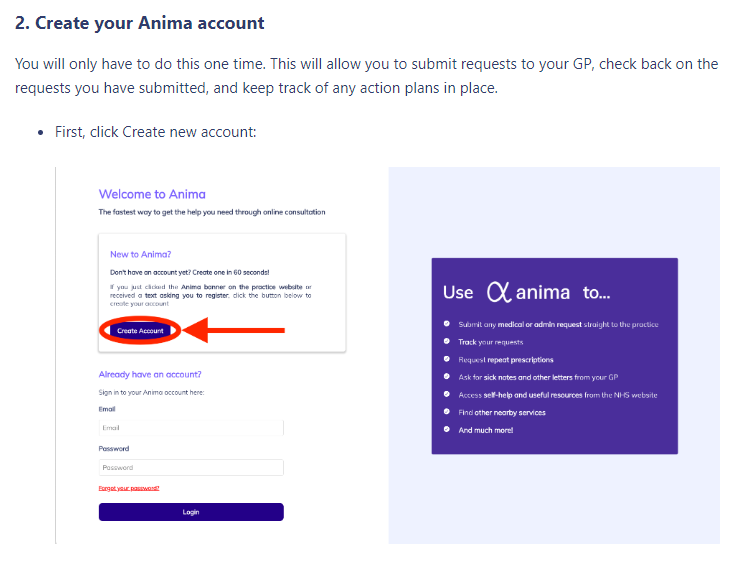 2. Create your Anima account
You will only have to do this one time. This will allow you to submit requests to your GP, check back on the
requests you have submitted, and keep track of any action plans in place.
First, click Create new account:
Welcome to Anima
The fastest way to get the help you need through online consultation
New to Anima?
Don't have an account yet? Create one in 60 seconds!
If you just clicked the Anima banner on the practice website or
received a text asking you to register, click the button below to
create your account
Create Account
Already have an account?
Sign in to your Anima account here:
Email
Email
Password
Password
Forgot your password?
Login
Use anima to...
Submit any medical or admin request straight to the practice
Track your requests
Request repeat prescriptions
Ask for sick notes and other letters from your GP
Access self-help and useful resources from the NHS website
Find other nearby services
And much more!